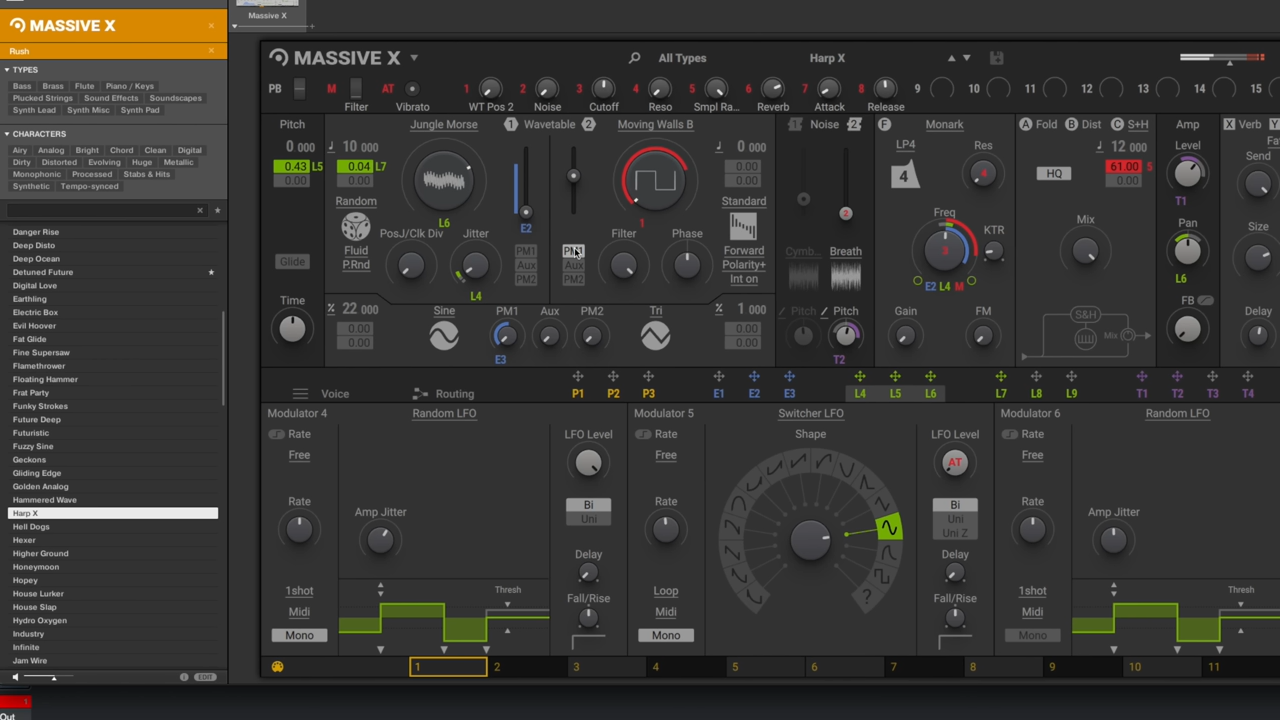 MASSIVE X
Rush
TYPES
Bass Brass Flute Piano / Keys
Plucked Strings Sound Effects Soundscapes
Synth Lead Synth Misc Synth Pad
CHARACTERS
Airy Analog Bright Chord Clean Digital
Dirty Distorted Evolving Huge Metallic
Monophonic Processed Stabs & Hits
Synthetic Tempo-synced
Danger Rise
Deep Disto
Deep Ocean
Detuned Future
Digital Love
Earthling
Electric Box
Evil Hoover
Fat Glide
Fine Supersaw
Flamethrower
Floating Hammer
Frat Party
Funky Strokes
Future Deep
Futuristic
Fuzzy Sine
Geckons
Gliding Edge
Golden Analog
Hammered Wave
Harp X
Hell Dogs
Hexer
Higher Ground
Honeymoon
Hopey
House Lurker
House Slap
Hydro Oxygen
Industry
Infinite
Jam Wire
EDIT
Out
1
Massive X
MASSIVE X
All Types
Harp X
PB M AT 1 2 3 4 5 6 7 8 9 10 11 12 13 14 15
Filter Vibrato WT Pos 2 Noise Cutoff Reso Smpl Ra... Reverb Attack Release
Pitch
0 000
0.43 L5
0.00
Glide
Time
Jungle Morse 1 Wavetable 2 Moving Walls B
10 000
0.04 L7
0.00
Random
Fluid
P.Rnd
PosJ/Clk Div
L6
Jitter
L4
E2
PM1
Aux
PM2
PM1
Aux
PM2
1
Filter
Phase
0 000
0.00
0.00
Standard
Forward
Polarity+
Int on
22 000
0.00
0.00
Sine
PM1 Aux PM2
E3
Tri
1 000
0.00
0.00
1 Noise 2
2
Cymb... Breath
Pitch Pitch
T2
F Monark
LP4
4
Res
4
Freq
3
KTR
E2 L4 M
Gain FM
A Fold B Dist C S+H
12 000
61.00 5
0.00
HQ
Mix
S&H
Mix
Amp
Level
T1
Pan
L6
FB
X Verb Y
Send
Size
Delay
Voice Routing
P1 P2 P3 E1 E2 E3 L4 L5 L6 L7 L8 L9 T1 T2 T3 T4
Modulator 4 Random LFO
Rate
Free
Rate
1shot
Midi
Mono
Amp Jitter
Thresh
LFO Level
Bi
Uni
Delay
Fall/Rise
Modulator 5 Switcher LFO
Rate
Free
Rate
Loop
Midi
Mono
Shape
?
LFO Level
AT
Bi
Uni
Uni Z
Delay
Fall/Rise
Modulator 6 Random LFO
Rate
Free
Rate
1shot
Midi
Mono
Amp Jitter
Thresh
1 2 3 4 5 6 7 8 9 10 11